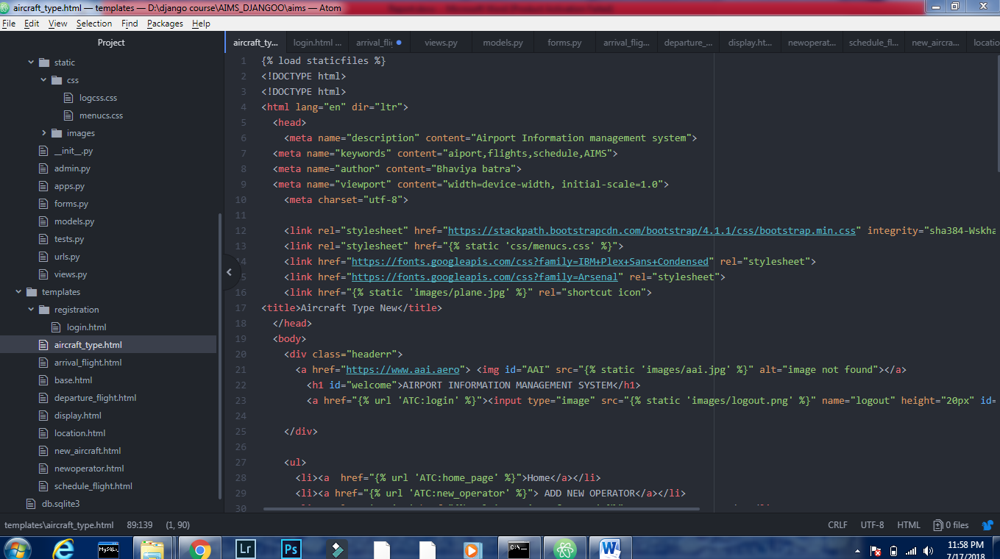 aircraft_type.html — templates — D:\django course\AIMS_DJANGOO\aims — Atom
File Edit View Selection Find Packages Help
Project
static
css
logcss.css
menucs.css
images
__init__.py
admin.py
apps.py
forms.py
models.py
tests.py
urls.py
views.py
templates
registration
login.html
aircraft_type.html
arrival_flight.html
base.html
departure_flight.html
display.html
location.html
new_aircraft.html
newoperator.html
schedule_flight.html
db.sqlite3
aircraft_ty... login.html ... arrival_flig views.py models.py forms.py arrival_flig... departure_... display.ht... newoperat... schedule_fl... new_aircra... locatio
1 {% load staticfiles %}
2 <!DOCTYPE html>
3 <!DOCTYPE html>
4 <html lang="en" dir="ltr">
5 <head>
6 <meta name="description" content="Airport Information management system">
7 <meta name="keywords" content="aiport,flights,schedule,AIMS">
8 <meta name="author" content="Bhaviya batra">
9 <meta name="viewport" content="width=device-width, initial-scale=1.0">
10 <meta charset="utf-8">
11
12 <link rel="stylesheet" href="https://stackpath.bootstrapcdn.com/bootstrap/4.1.1/css/bootstrap.min.css" integrity="sha384-Wskha
13 <link rel="stylesheet" href="{% static 'css/menucs.css' %}">
14 <link href="https://fonts.googleapis.com/css?family=IBM+Plex+Sans+Condensed" rel="stylesheet">
5 <link href="https://fonts.googleapis.com/css?family=Arsenal" rel="stylesheet">
16 <link href="{% static 'images/plane.jpg' %}" rel="shortcut icon">
17 <title>Aircraft Type New</title>
18 </head>
19 <body>
20 <div class="headerr">
21 <a href="https://www.aai.aero"> <img id="AAI" src="{% static 'images/aai.jpg' %}" alt="image not found"></a>
22 <h1 id="welcome">AIRPORT INFORMATION MANAGEMENT SYSTEM</h1>
23 <a href="{% url 'ATC:login' %}"><input type="image" src="{% static 'images/logout.png' %}" name="logout" height="20px" id=
24
25 </div>
26
27 <ul>
28 <li><a  href="{% url 'ATC:home_page' %}">Home</a></li>
29 <li><a href="{% url 'ATC:new_operator' %}"> ADD NEW OPERATOR</a></li>
30
templates\aircraft_type.html 89:139 (1, 90) CRLF UTF-8 HTML 0 files
MySQL Lr Ps C:\ W
11:58 PM
7/17/2018